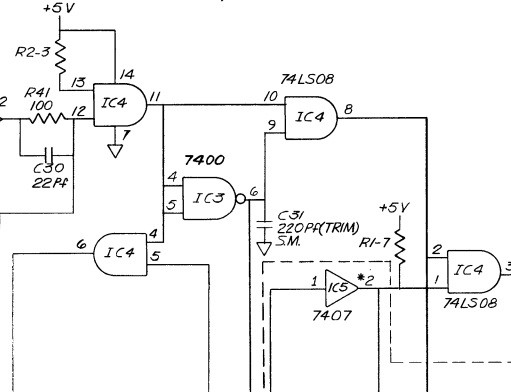 +5V
R2-3
13
14
11
IC4
7
2
R41
100
12
C30
22Pf
74LS08
10
9
IC4
8
7400
4
5
IC3
6
C31
220Pf(TRIM)
S.M.
6
IC4
4
5
+5V
R1-7
1
IC5
*2
7407
2
1
IC4
3
74LS08